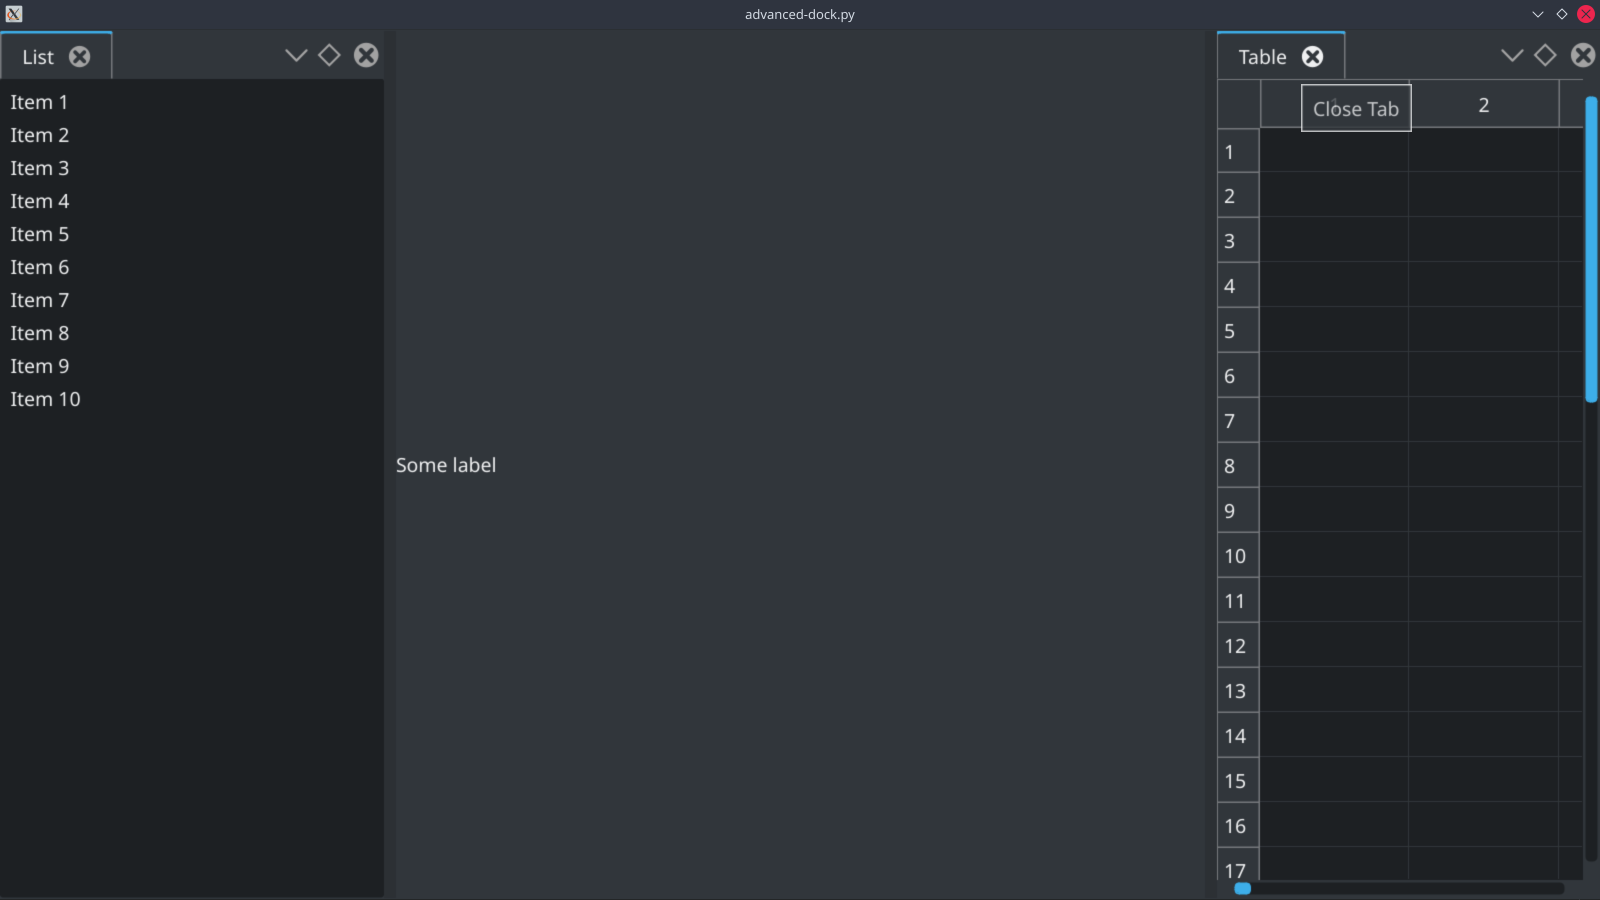 advanced-dock.py
List
Item 1
Item 2
Item 3
Item 4
Item 5
Item 6
Item 7
Item 8
Item 9
Item 10
Some label
Table
Close Tab
2
1
2
3
4
5
6
7
8
9
10
11
12
13
14
15
16
17